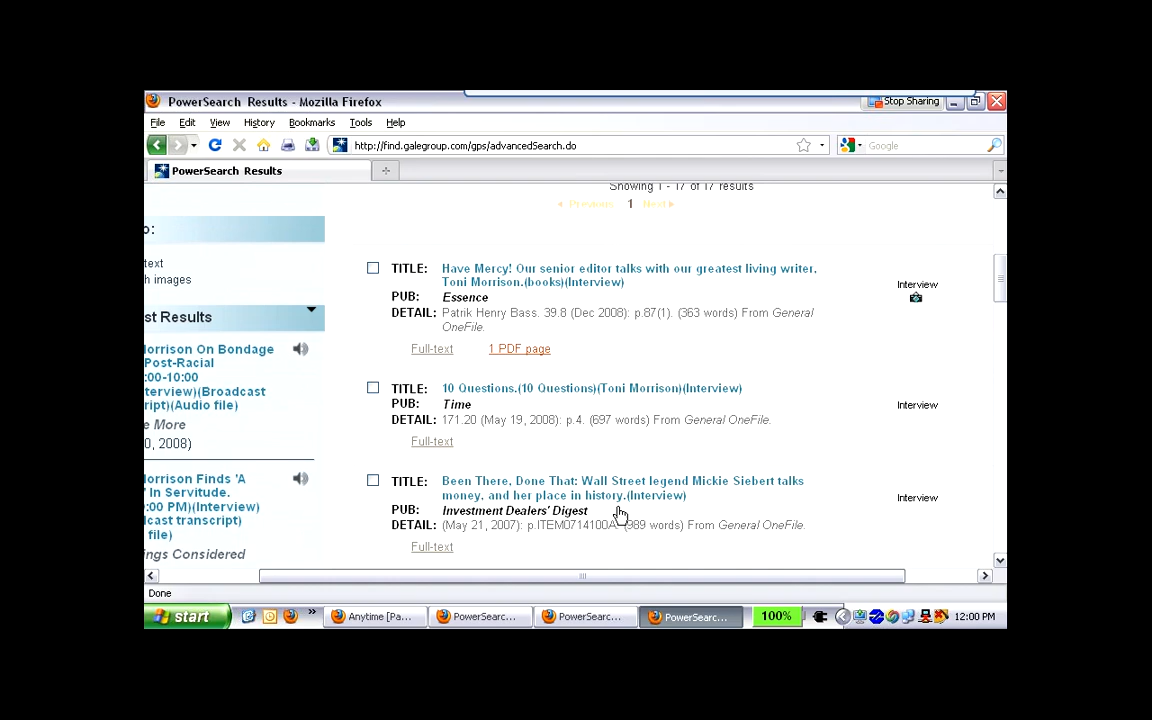 PowerSearch Results - Mozilla Firefox
Stop Sharing
File Edit View History Bookmarks Tools Help
http://find.galegroup.com/gps/advancedSearch.do
Google
PowerSearch Results
Showing 1 - 17 of 17 results
Previous 1 Next
o:
text
h images
st Results
orrison On Bondage
Post-Racial
:00-10:00
terview)(Broadcast
ript)(Audio file)
e More
0, 2008)
orrison Finds 'A
' In Servitude.
:00 PM)(Interview)
dcast transcript)
file)
ngs Considered
TITLE: Have Mercy! Our senior editor talks with our greatest living writer,
Toni Morrison.(books)(Interview)
PUB: Essence
DETAIL: Patrik Henry Bass. 39.8 (Dec 2008): p.87(1). (363 words) From General
OneFile.
Full-text 1 PDF page
Interview
TITLE: 10 Questions.(10 Questions)(Toni Morrison)(Interview)
PUB: Time
DETAIL: 171.20 (May 19, 2008): p.4. (697 words) From General OneFile.
Full-text
Interview
TITLE: Been There, Done That: Wall Street legend Mickie Siebert talks
money, and her place in history.(Interview)
PUB: Investment Dealers' Digest
DETAIL: (May 21, 2007): p.ITEM0714100A. (989 words) From General OneFile.
Full-text
Interview
Done
start
Anytime [Pa... PowerSearc... PowerSearc... PowerSearc... 100% 12:00 PM